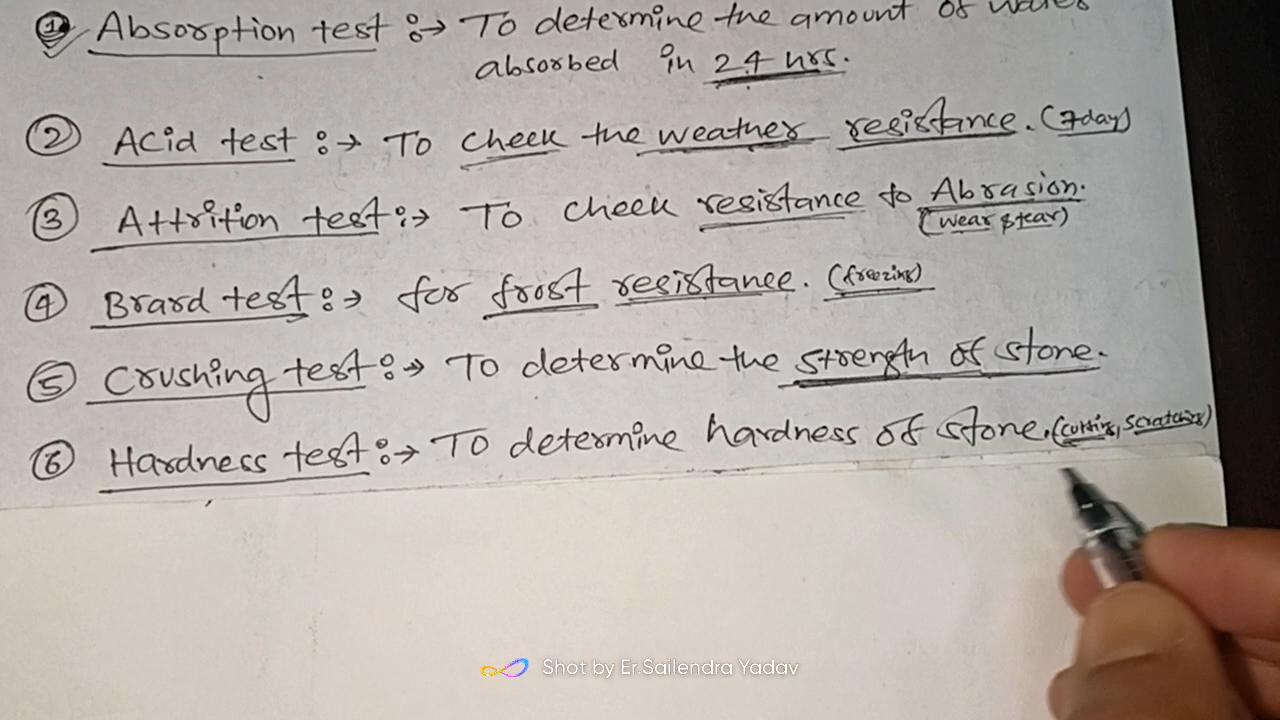 ① Absorption test :→ To determine the amount of water
absorbed in 24 hrs.
② Acid test :→ To check the weather resistance. (7day)
③ Attrition test :→ To check resistance to Abrasion.
(wear & tear)
④ Brard test :→ for frost resistance. (freezing)
⑤ Crushing test :→ To determine the strength of stone.
⑥ Hardness test :→ To determine hardness of stone. (cutting, scratching)
Shot by Er.Sailendra Yadav